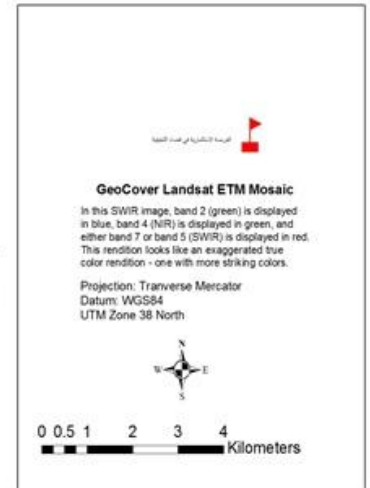 GeoCover Landsat ETM Mosaic
In this SWIR image, band 2 (green) is displayed
in blue, band 4 (NIR) is displayed in green, and
either band 7 or band 5 (SWIR) is displayed in red.
This rendition looks like an exaggerated true
color rendition - one with more striking colors.
Projection: Tranverse Mercator
Datum: WGS84
UTM Zone 38 North
N
W E
S
0 0.5 1 2 3 4
Kilometers